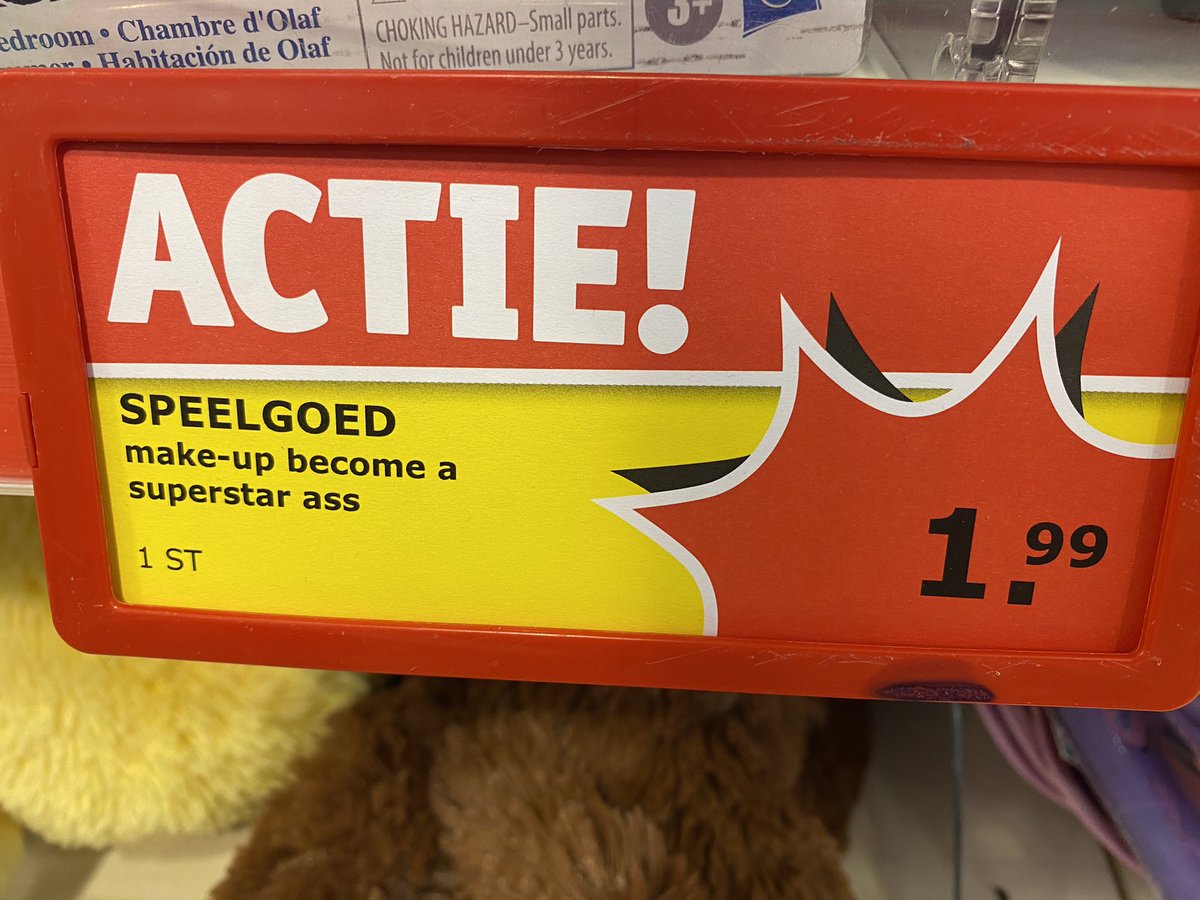 edroom • Chambre d'Olaf
• Habitación de Olaf
CHOKING HAZARD–Small parts.
Not for children under 3 years.
3+
ACTIE!
SPEELGOED
make-up become a
superstar ass
1 ST
1.99